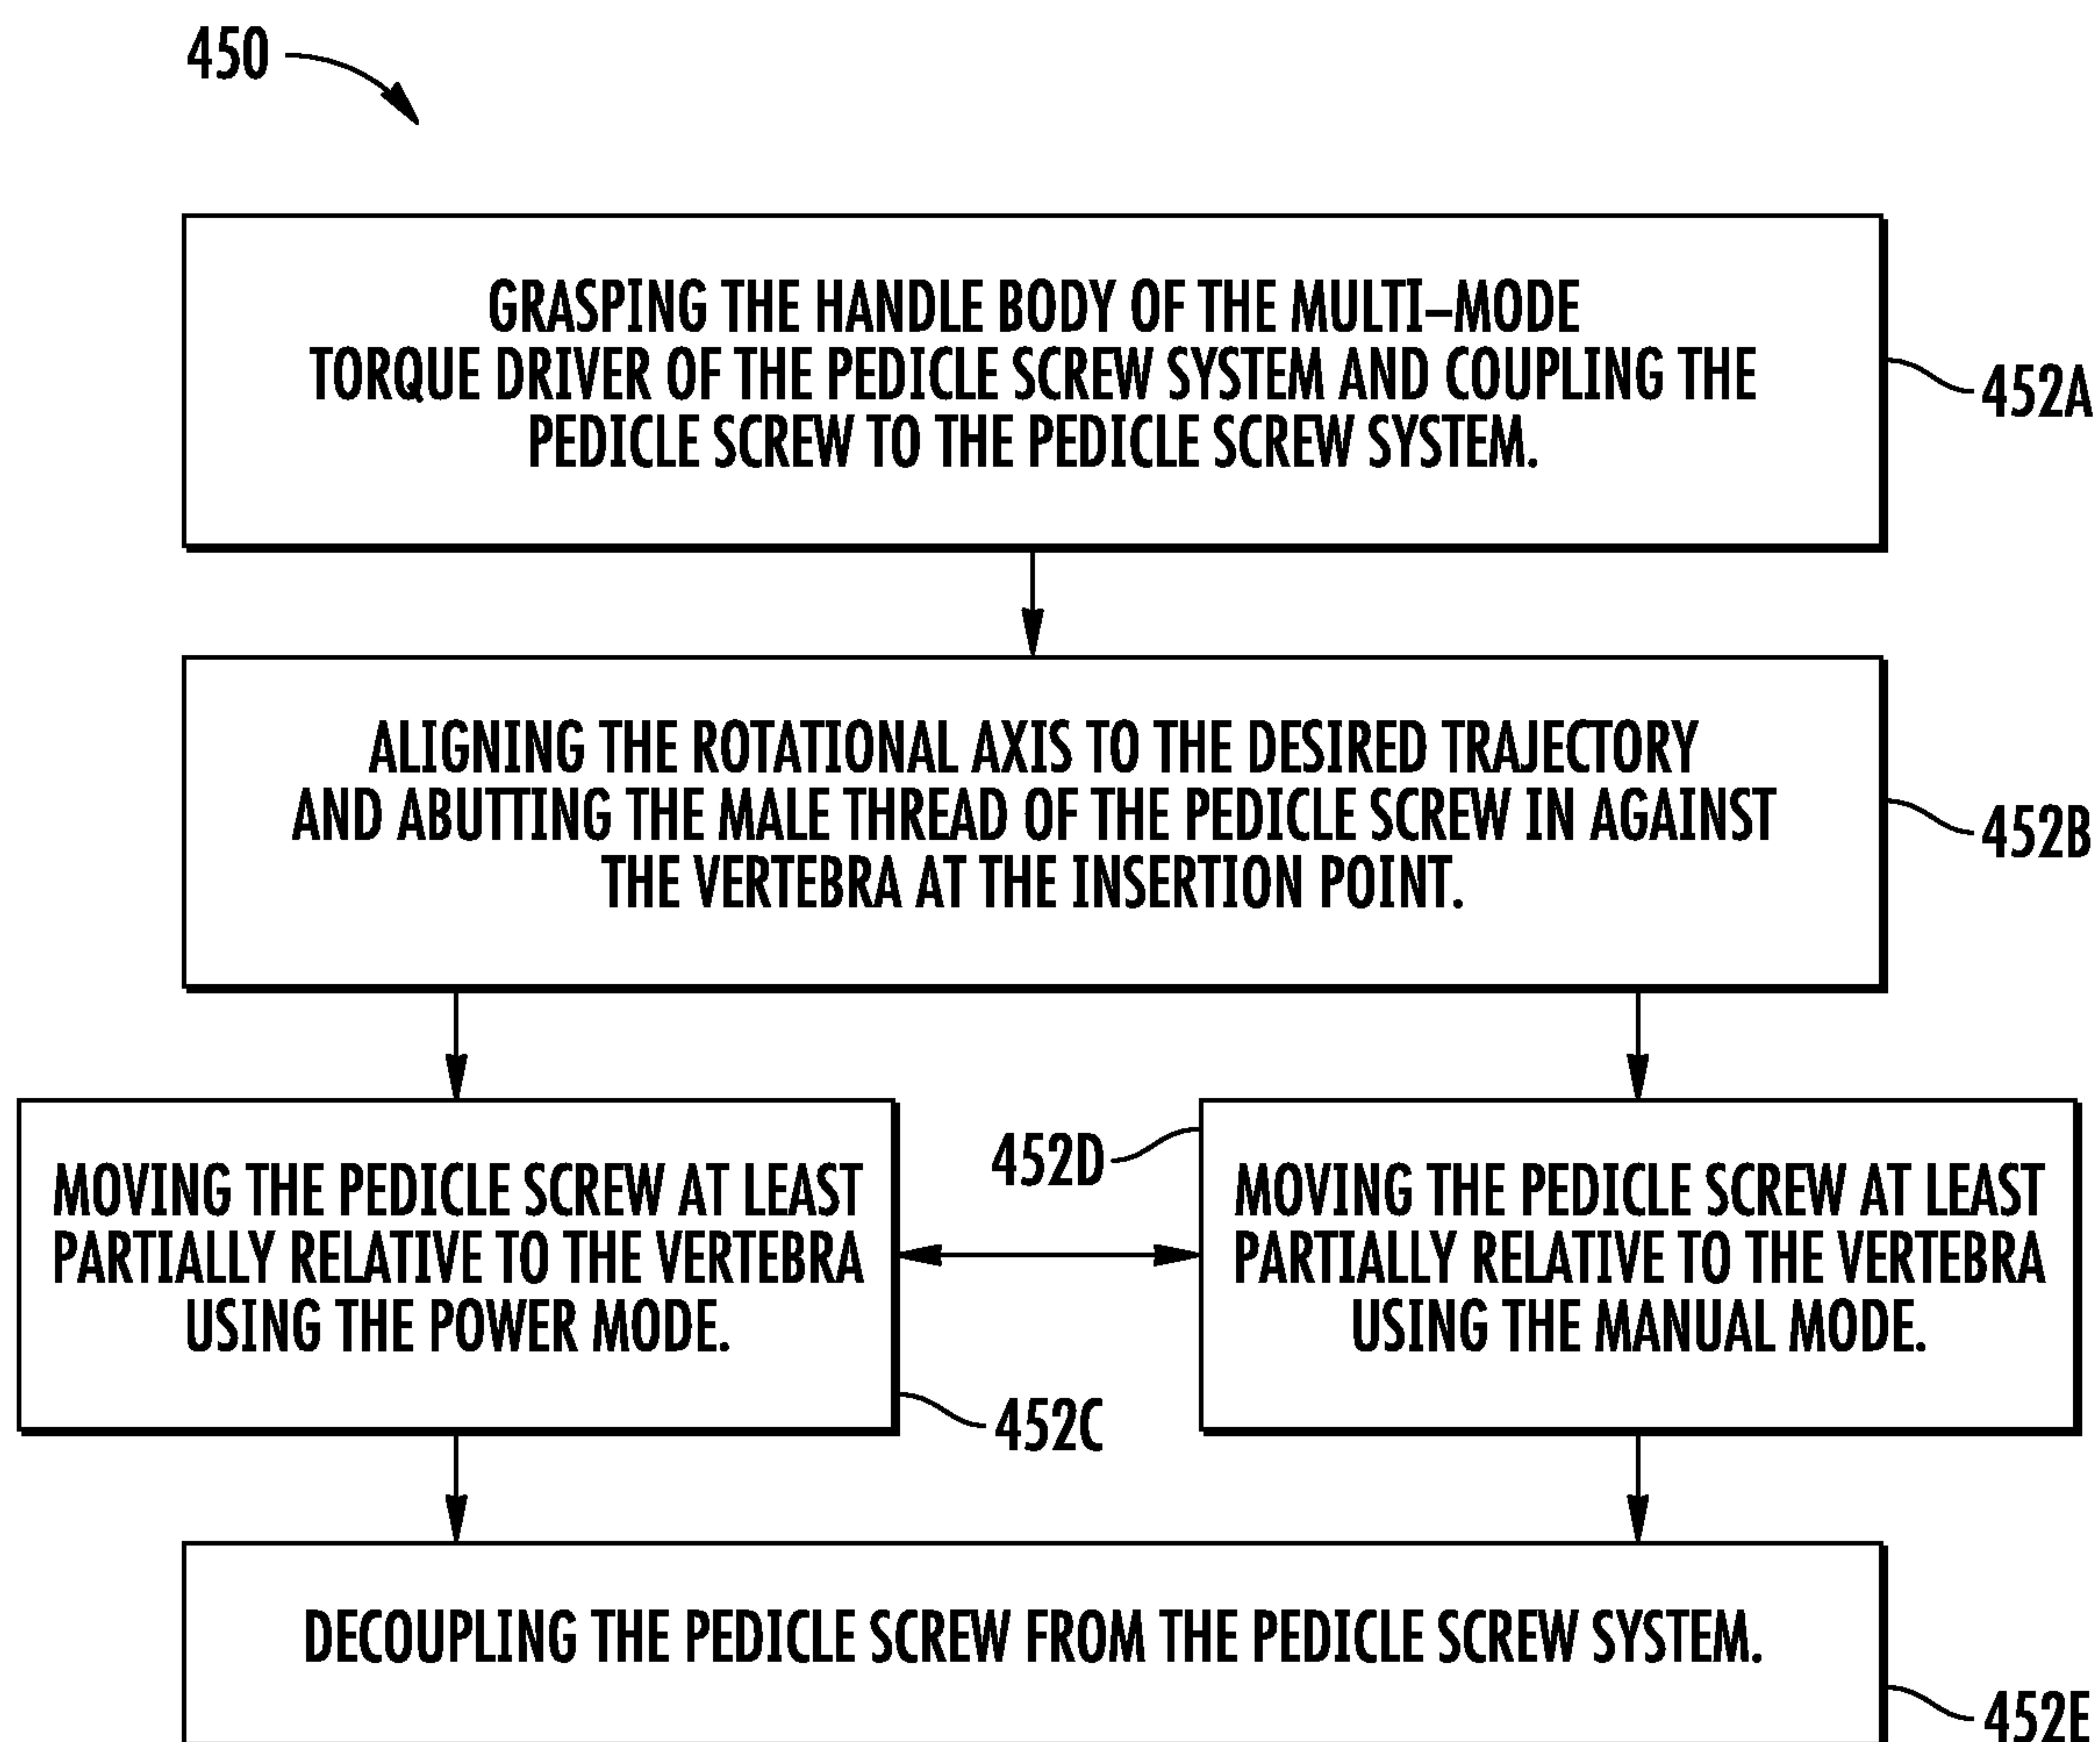 450
GRASPING THE HANDLE BODY OF THE MULTI–MODE
TORQUE DRIVER OF THE PEDICLE SCREW SYSTEM AND COUPLING THE
PEDICLE SCREW TO THE PEDICLE SCREW SYSTEM.
452A
ALIGNING THE ROTATIONAL AXIS TO THE DESIRED TRAJECTORY
AND ABUTTING THE MALE THREAD OF THE PEDICLE SCREW IN AGAINST
THE VERTEBRA AT THE INSERTION POINT.
452B
MOVING THE PEDICLE SCREW AT LEAST
PARTIALLY RELATIVE TO THE VERTEBRA
USING THE POWER MODE.
452C
452D
MOVING THE PEDICLE SCREW AT LEAST
PARTIALLY RELATIVE TO THE VERTEBRA
USING THE MANUAL MODE.
DECOUPLING THE PEDICLE SCREW FROM THE PEDICLE SCREW SYSTEM.
452E